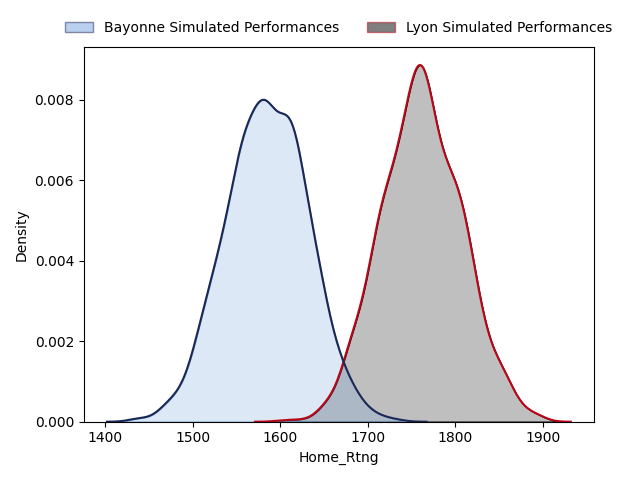 Bayonne Simulated Performances Lyon Simulated Performances
0.008
0.006
0.004
0.002
0.000
Density
1400 1500 1600 1700 1800 1900
Home_Rtng